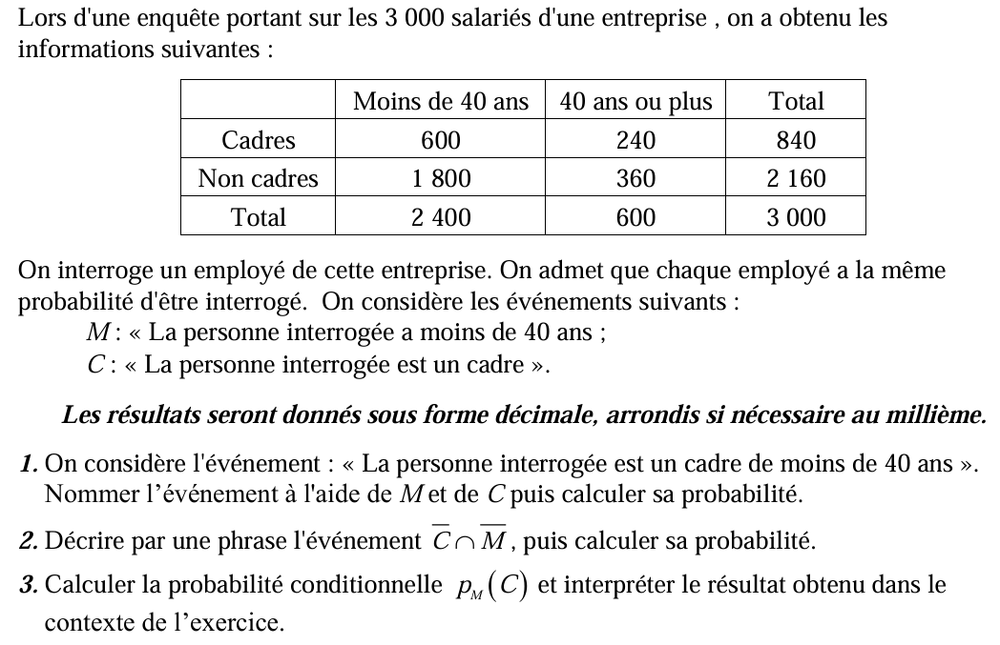 Lors d'une enquête portant sur les 3 000 salariés d'une entreprise , on a obtenu les
informations suivantes :
Moins de 40 ans 40 ans ou plus Total
Cadres 600 240 840
Non cadres 1 800 360 2 160
Total 2 400 600 3 000
On interroge un employé de cette entreprise. On admet que chaque employé a la même
probabilité d'être interrogé. On considère les événements suivants :
M : « La personne interrogée a moins de 40 ans ;
C : « La personne interrogée est un cadre ».
Les résultats seront donnés sous forme décimale, arrondis si nécessaire au millième.
1. On considère l'événement : « La personne interrogée est un cadre de moins de 40 ans ».
Nommer l’événement à l'aide de M et de C puis calculer sa probabilité.
2. Décrire par une phrase l'événement C̅ ∩ M̅ , puis calculer sa probabilité.
3. Calculer la probabilité conditionnelle p_M(C) et interpréter le résultat obtenu dans le
contexte de l’exercice.